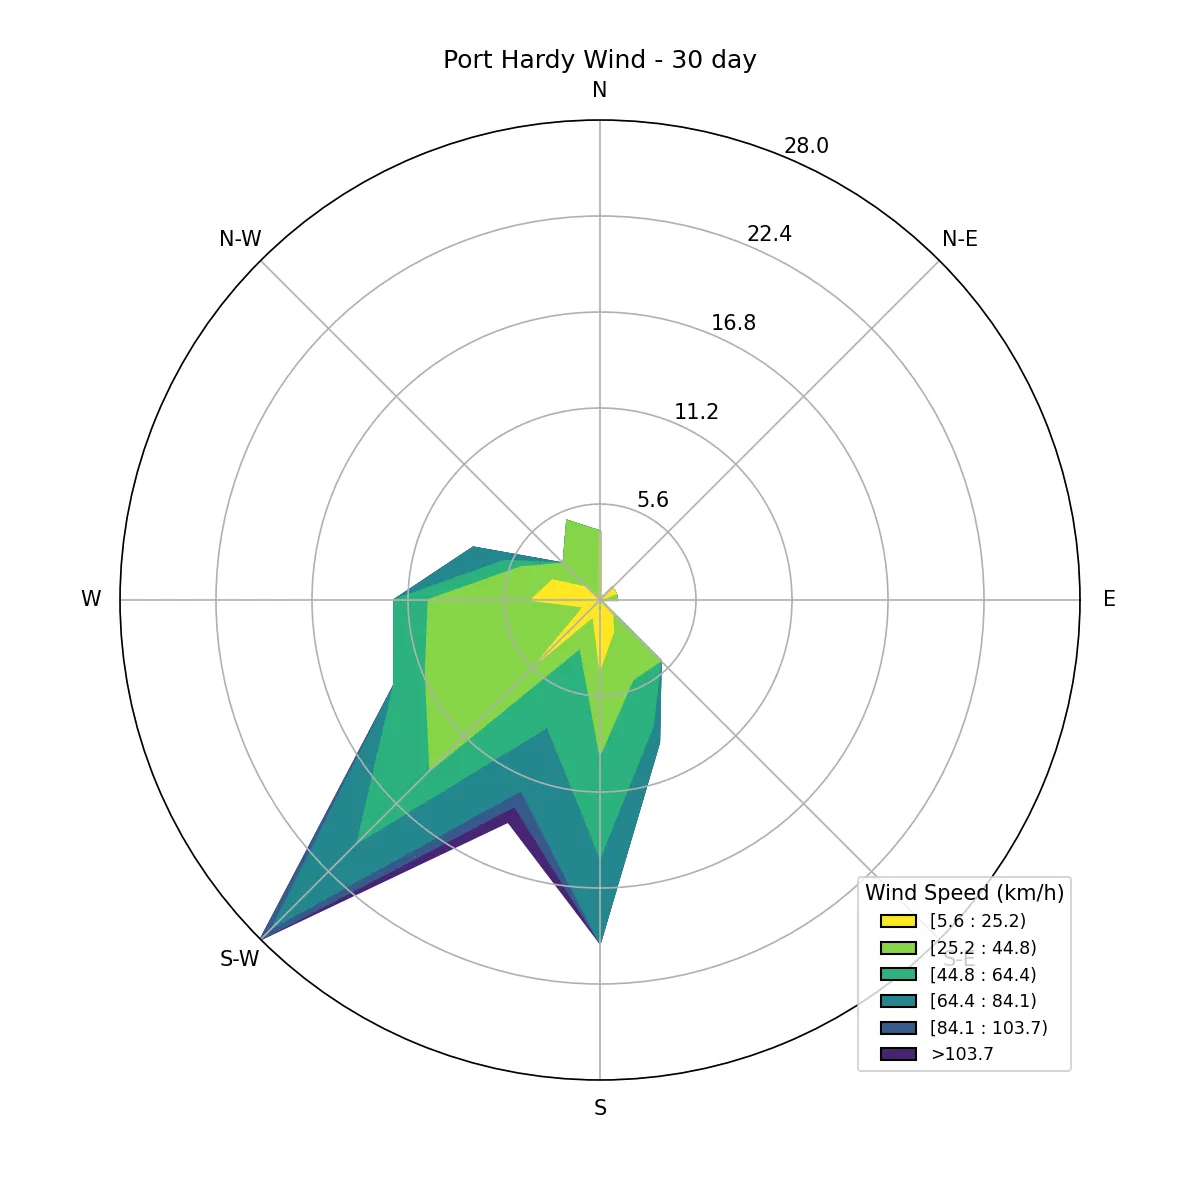 Port Hardy Wind - 30 day
N
28.0
N-W
N-E
22.4
16.8
11.2
5.6
W
E
S-W
S-E
Wind Speed (km/h)
[5.6 : 25.2)
[25.2 : 44.8)
[44.8 : 64.4)
[64.4 : 84.1)
[84.1 : 103.7)
>103.7
S